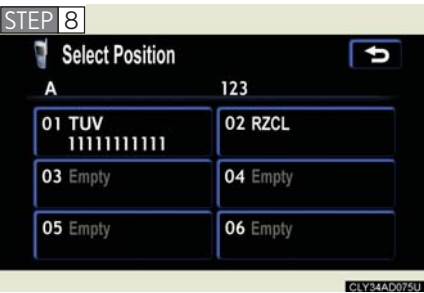 STEP 8
Select Position
A 123
01 TUV 02 RZCL
11111111111
03 Empty 04 Empty
05 Empty 06 Empty
CLY34AD075U